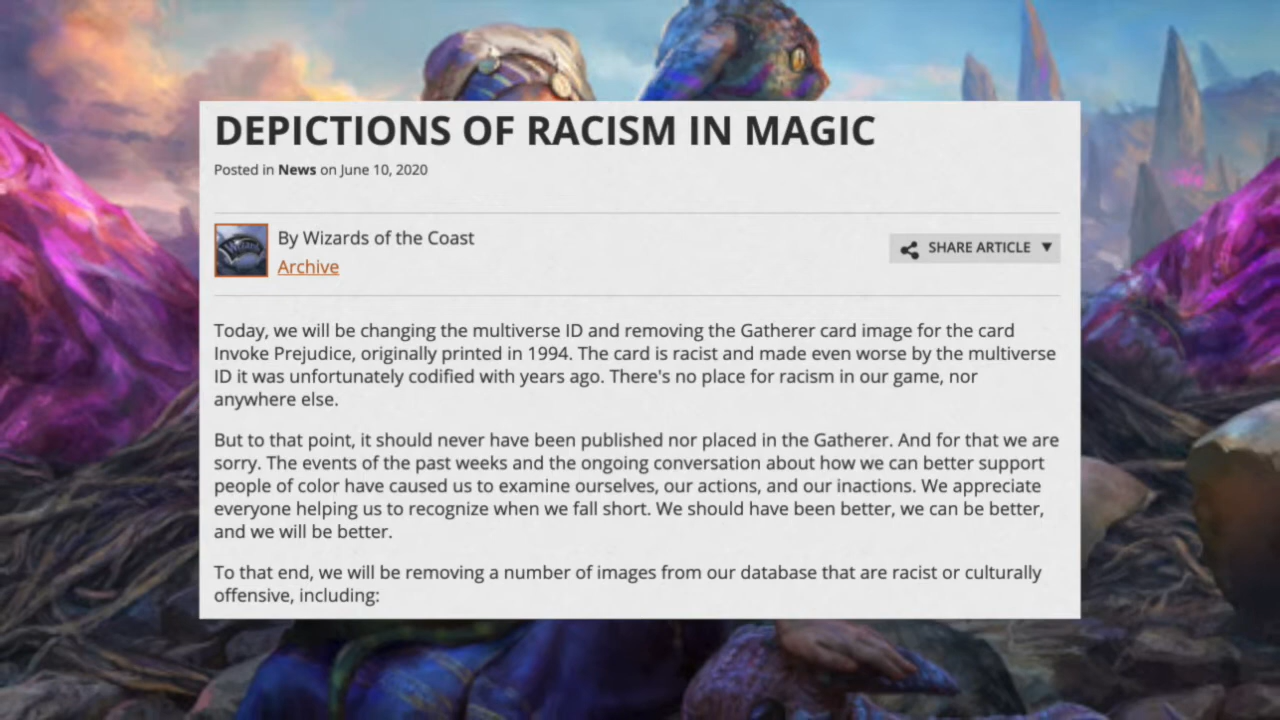 DEPICTIONS OF RACISM IN MAGIC
Posted in News on June 10, 2020
Wizards
By Wizards of the Coast
Archive
SHARE ARTICLE ▼
Today, we will be changing the multiverse ID and removing the Gatherer card image for the card
Invoke Prejudice, originally printed in 1994. The card is racist and made even worse by the multiverse
ID it was unfortunately codified with years ago. There's no place for racism in our game, nor
anywhere else.
But to that point, it should never have been published nor placed in the Gatherer. And for that we are
sorry. The events of the past weeks and the ongoing conversation about how we can better support
people of color have caused us to examine ourselves, our actions, and our inactions. We appreciate
everyone helping us to recognize when we fall short. We should have been better, we can be better,
and we will be better.
To that end, we will be removing a number of images from our database that are racist or culturally
offensive, including: